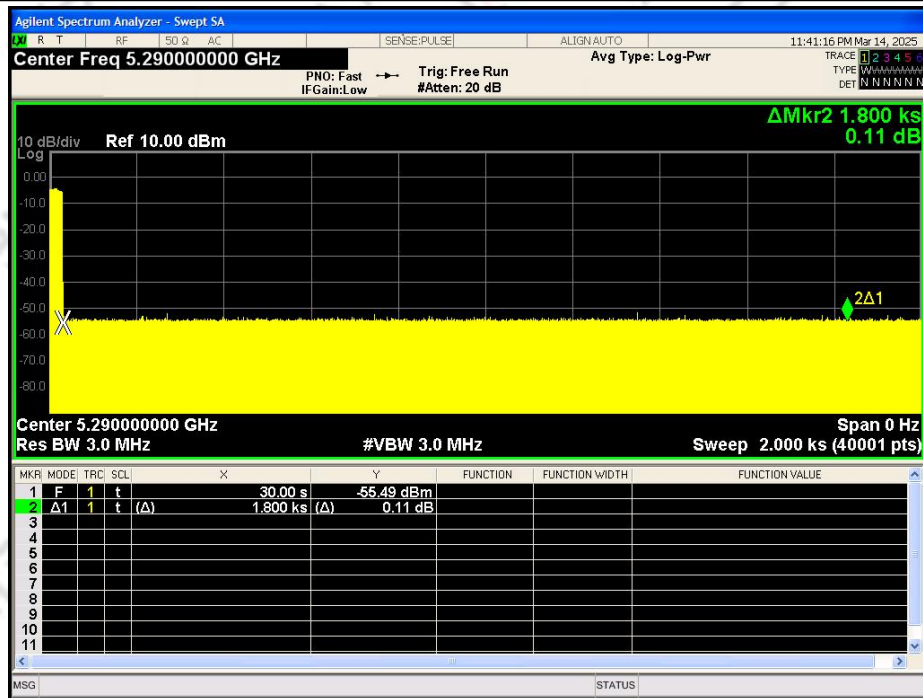 Agilent Spectrum Analyzer - Swept SA
LXI R T RF 50 Ω AC SENSE:PULSE ALIGN AUTO 11:41:16 PM Mar 14, 2025
Center Freq 5.290000000 GHz
PNO: Fast
IFGain:Low
Trig: Free Run
#Atten: 20 dB
Avg Type: Log-Pwr
TRACE 1 2 3 4 5 6
TYPE W
DET N N N N N N
ΔMkr2 1.800 ks
0.11 dB
10 dB/div Ref 10.00 dBm
Log
0.00
-10.0
-20.0
-30.0
-40.0
-50.0
-60.0
-70.0
-80.0
X
2Δ1
Center 5.290000000 GHz Span 0 Hz
Res BW 3.0 MHz #VBW 3.0 MHz Sweep 2.000 ks (40001 pts)
MKR MODE TRC SCL X Y FUNCTION FUNCTION WIDTH FUNCTION VALUE
1 F 1 t 30.00 s -55.49 dBm
2 Δ1 1 t (Δ) 1.800 ks (Δ) 0.11 dB
3
4
5
6
7
8
9
10
11
MSG STATUS